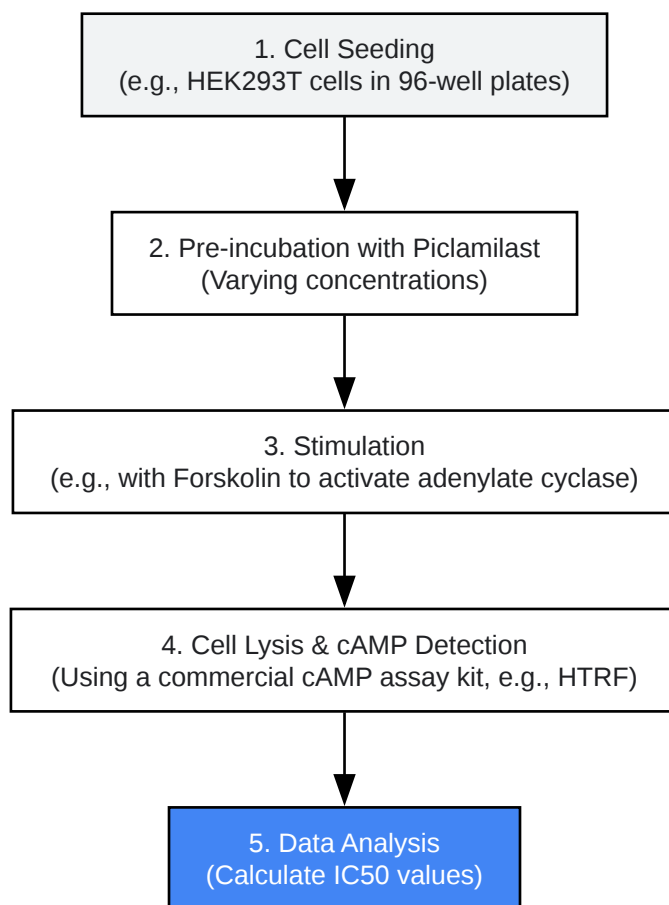 1. Cell Seeding
(e.g., HEK293T cells in 96-well plates)
2. Pre-incubation with Piclamilast
(Varying concentrations)
3. Stimulation
(e.g., with Forskolin to activate adenylate cyclase)
4. Cell Lysis & cAMP Detection
(Using a commercial cAMP assay kit, e.g., HTRF)
5. Data Analysis
(Calculate IC50 values)